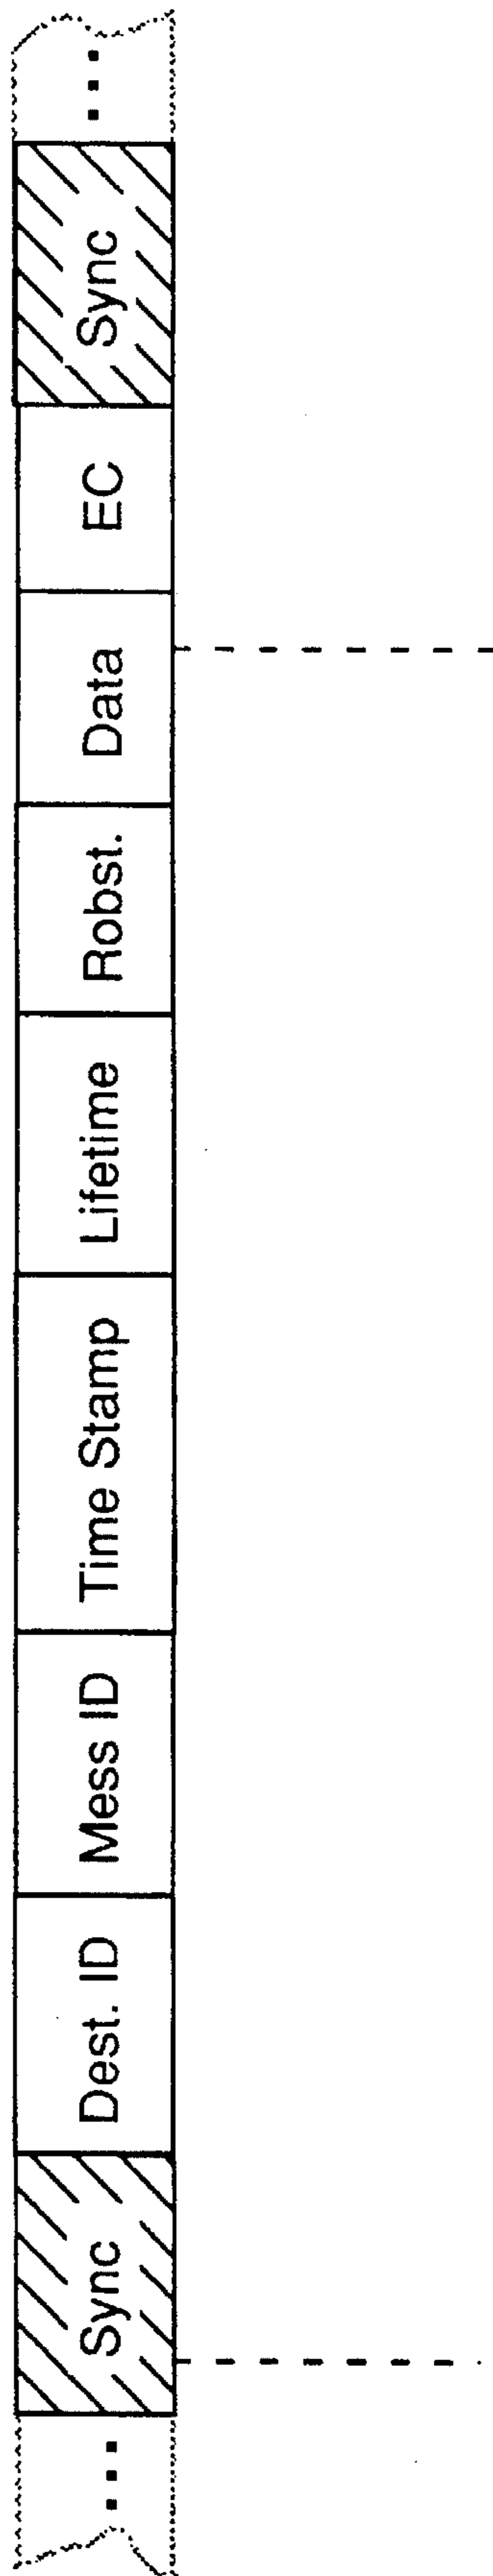 Sync
Dest. ID
Mess ID
Time Stamp
Lifetime
Robst.
Data
EC
Sync